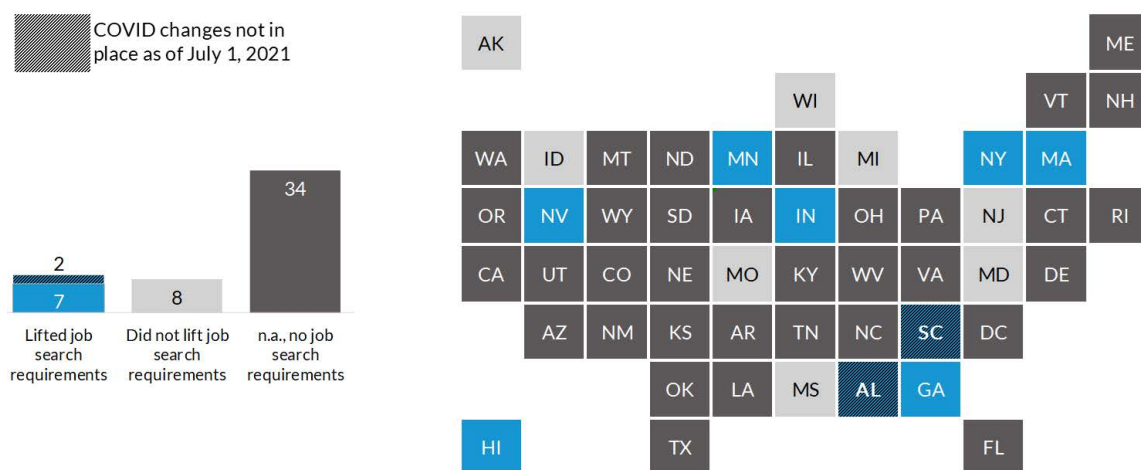 COVID changes not in
place as of July 1, 2021
2
7
8
34
Lifted job
search
requirements
Did not lift job
search
requirements
n.a., no job
search
requirements
AK
ME
WI
VT
NH
WA
ID
MT
ND
MN
IL
MI
NY
MA
OR
NV
WY
SD
IA
IN
OH
PA
NJ
CT
RI
CA
UT
CO
NE
MO
KY
WV
VA
MD
DE
AZ
NM
KS
AR
TN
NC
SC
DC
OK
LA
MS
AL
GA
HI
TX
FL